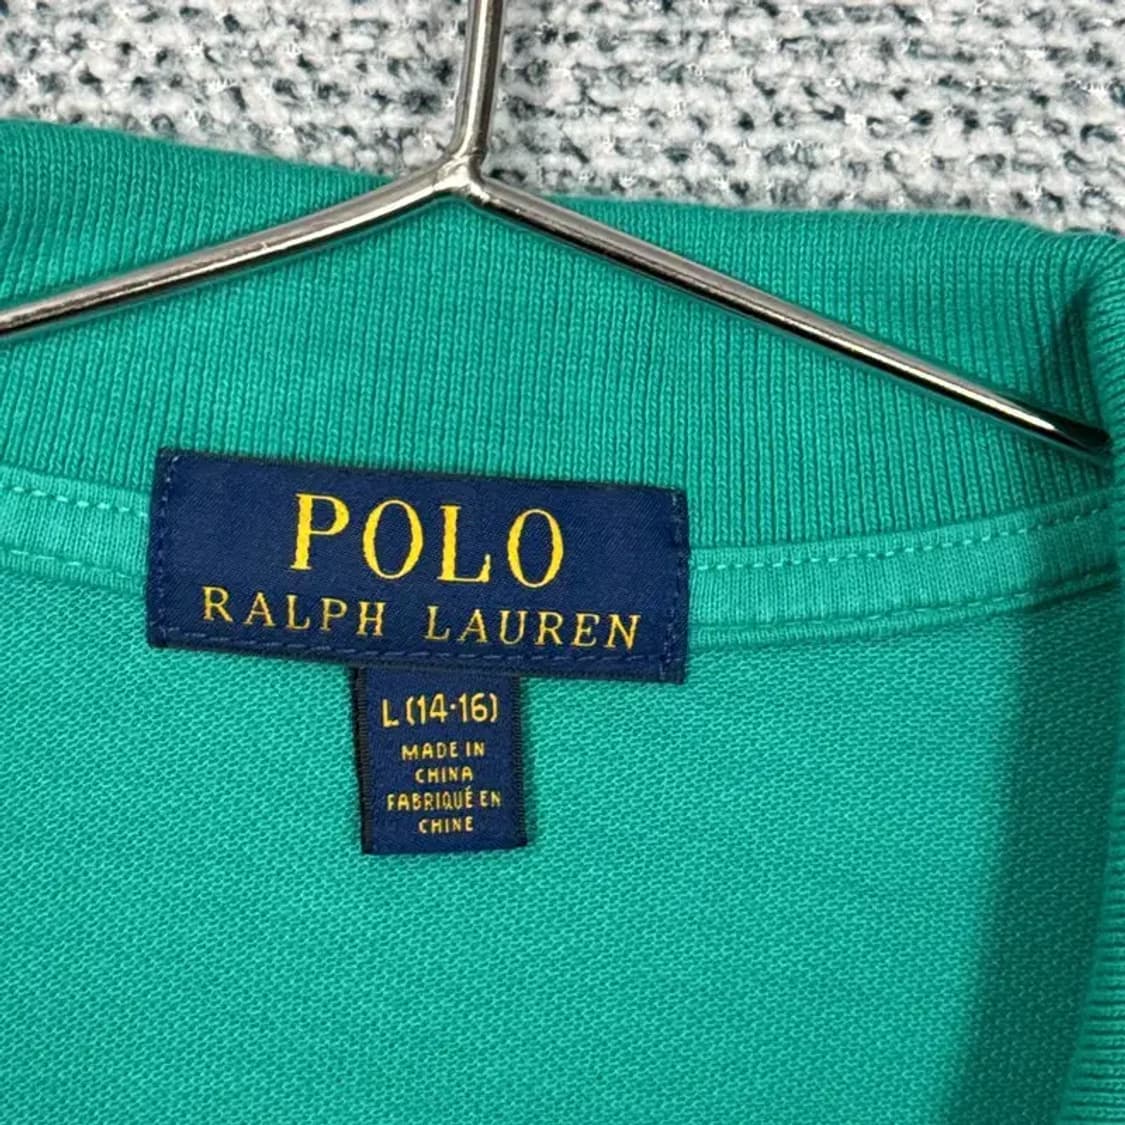 POLO
RALPH LAUREN
L (14-16)
MADE IN
CHINA
FABRIQUÉ EN
CHINE